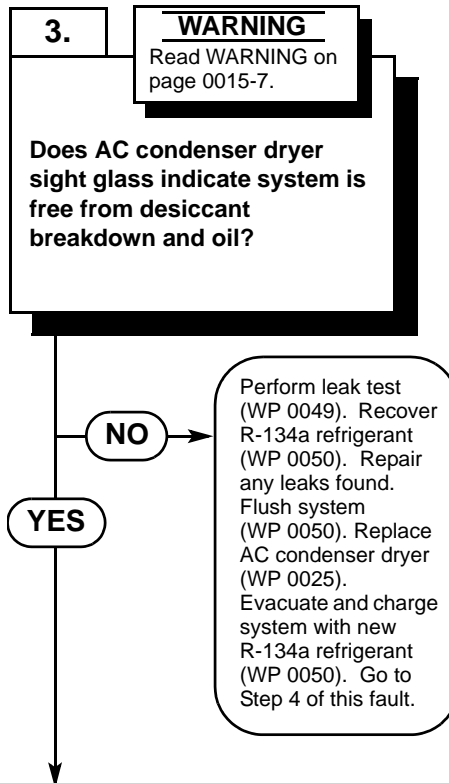 3.
WARNING
Read WARNING on
page 0015-7.
Does AC condenser dryer
sight glass indicate system is
free from desiccant
breakdown and oil?
NO
Perform leak test
(WP 0049). Recover
R-134a refrigerant
(WP 0050). Repair
any leaks found.
Flush system
(WP 0050). Replace
AC condenser dryer
(WP 0025).
Evacuate and charge
system with new
R-134a refrigerant
(WP 0050). Go to
Step 4 of this fault.
YES